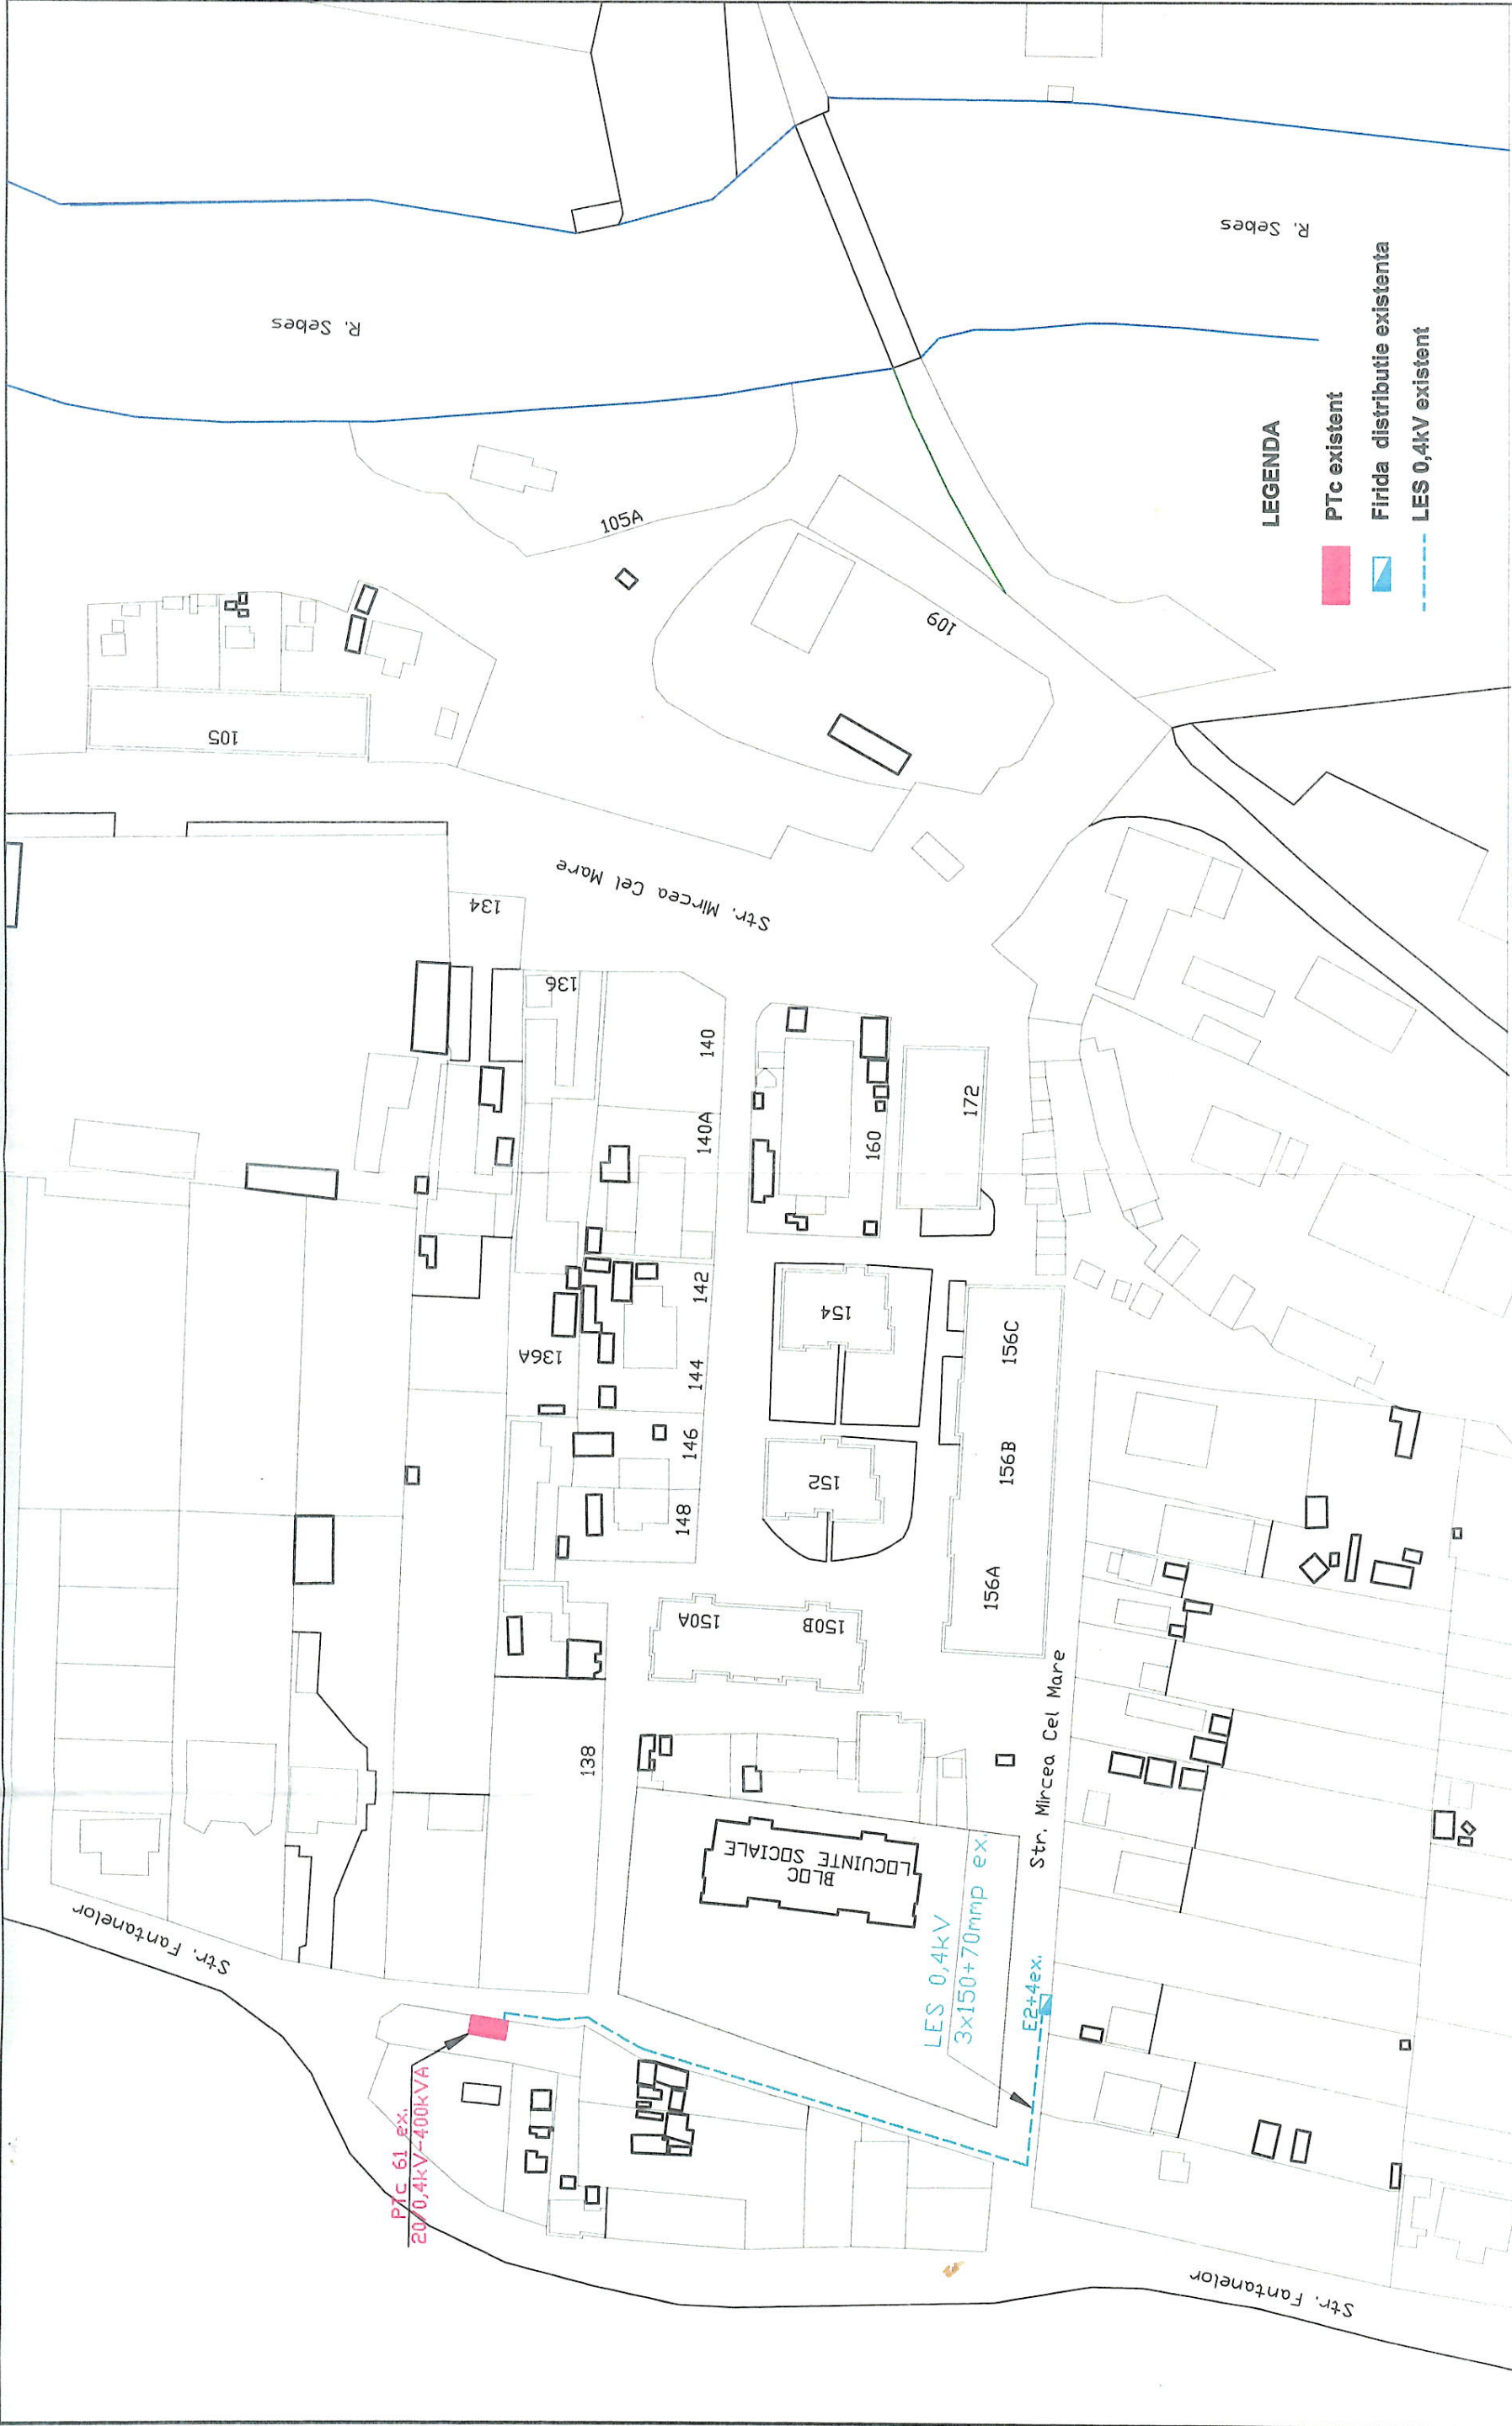 R. Sebes
R. Sebes
105A
105
109
Str. Mircea Cel Mare
134
136
140
140A
160
172
142
136A
144
154
156C
146
152
156B
148
156A
150A
150B
138
BLOC
LOCUINTE SOCIALE
Str. Mircea Cel Mare
Str. Fantanelor
LES 0,4kV
3x150+70mmp ex.
E2+4ex.
PTc 61 ex.
20/0,4kV-400kVA
Str. Fantanelor
LEGENDA
PTc existent
Firida distributie existenta
LES 0,4kV existent